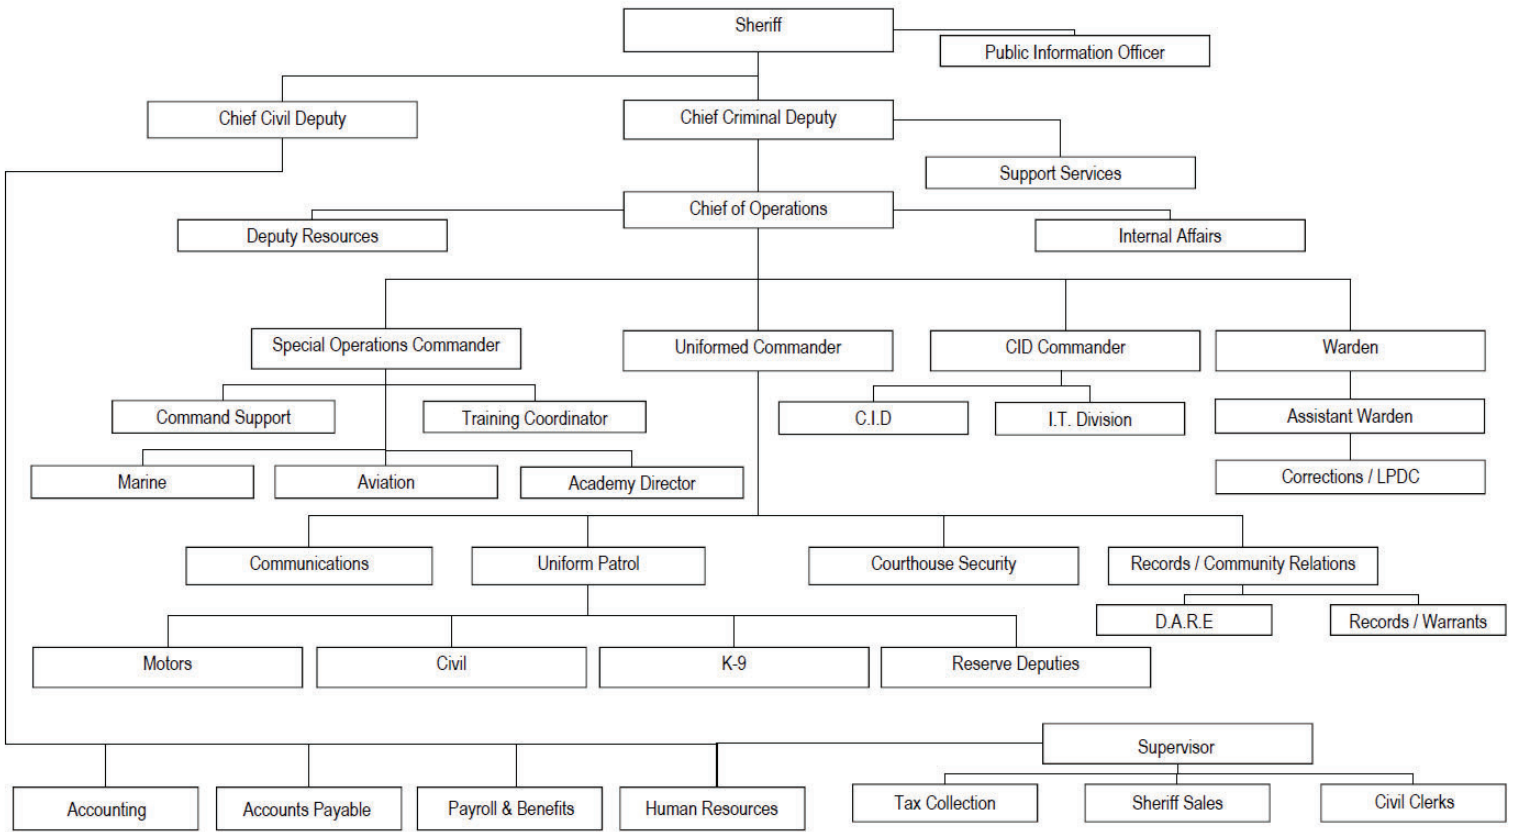 Sheriff
Public Information Officer
Chief Civil Deputy
Chief Criminal Deputy
Support Services
Chief of Operations
Deputy Resources
Internal Affairs
Special Operations Commander
Uniformed Commander
CID Commander
Warden
Command Support
Training Coordinator
C.I.D
I.T. Division
Assistant Warden
Marine
Aviation
Academy Director
Corrections / LPDC
Communications
Uniform Patrol
Courthouse Security
Records / Community Relations
D.A.R.E
Records / Warrants
Motors
Civil
K-9
Reserve Deputies
Supervisor
Accounting
Accounts Payable
Payroll & Benefits
Human Resources
Tax Collection
Sheriff Sales
Civil Clerks